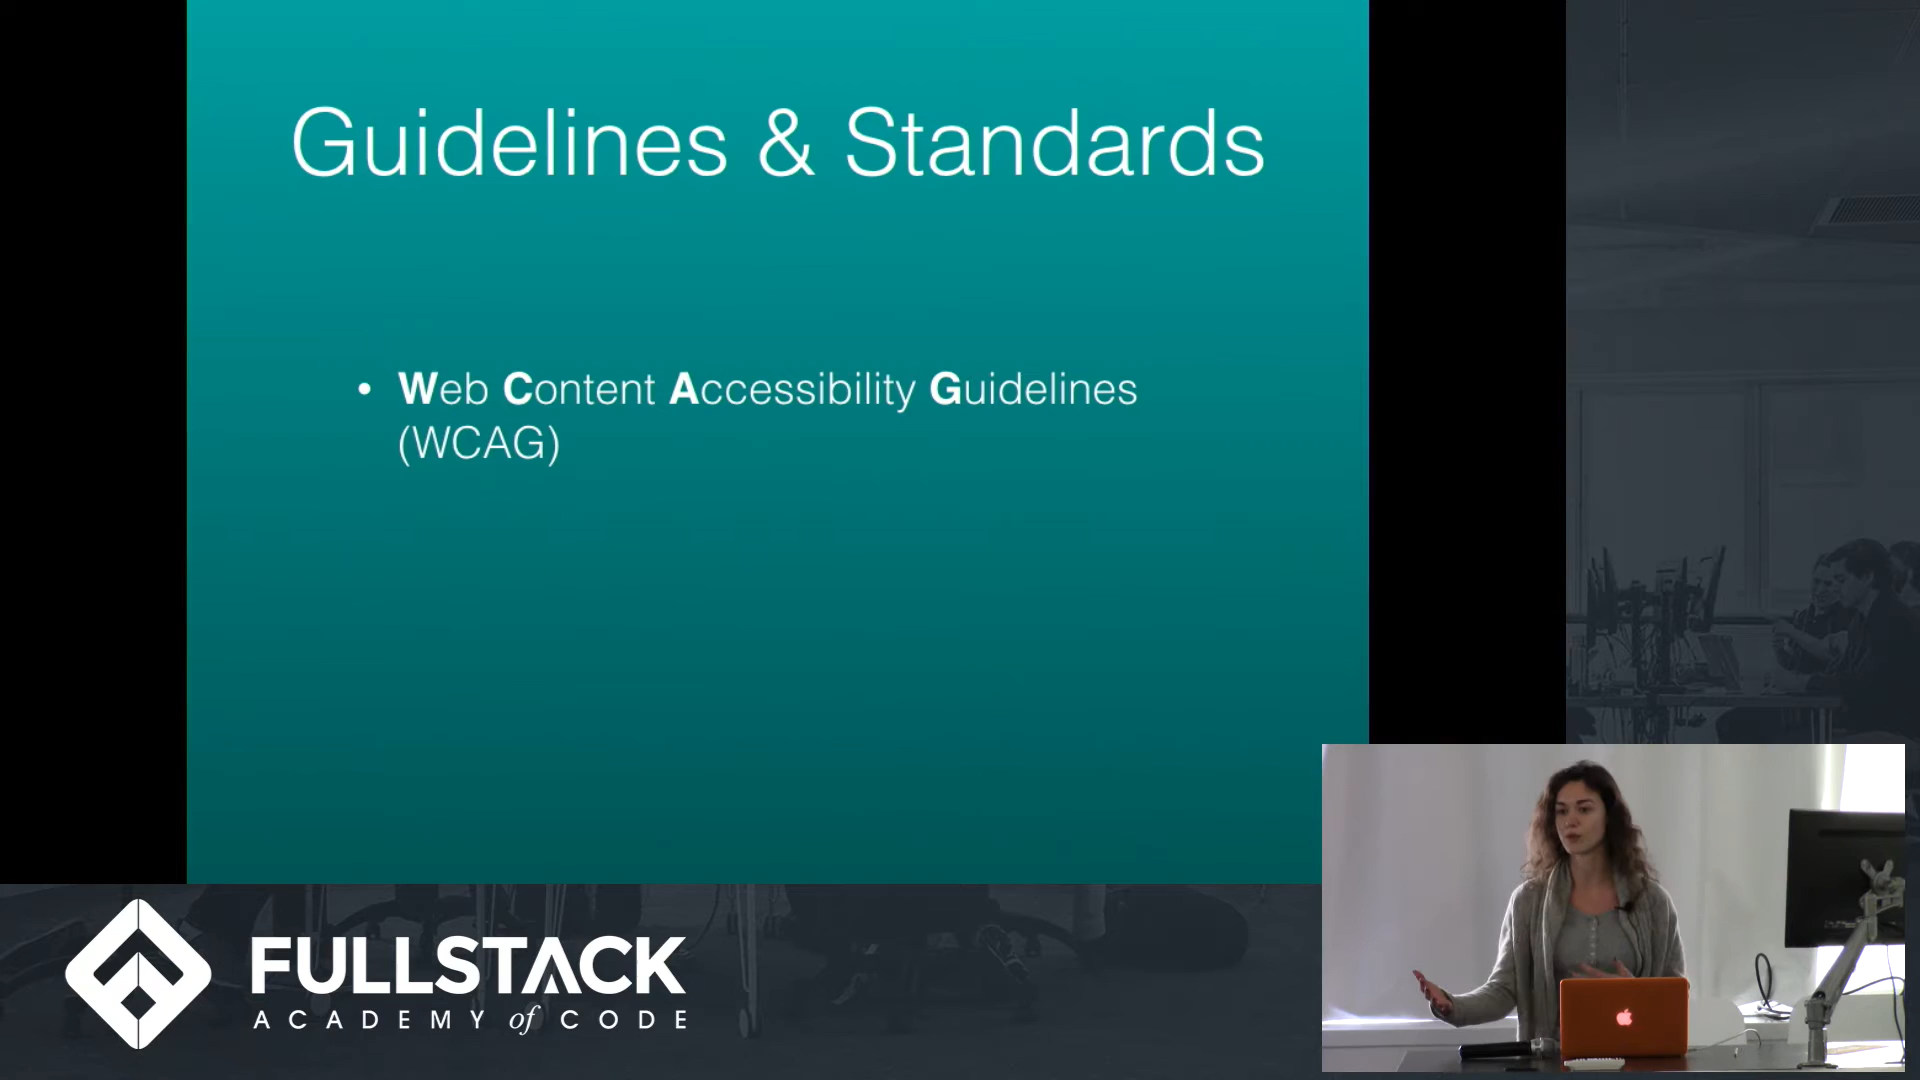 Guidelines & Standards
• Web Content Accessibility Guidelines
(WCAG)
FULLSTACK
ACADEMY of CODE